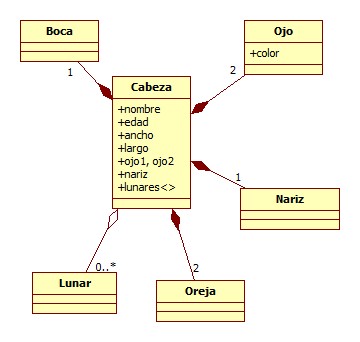 Boca
Ojo
+color
1
2
Cabeza
+nombre
+edad
+ancho
+largo
+ojo1, ojo2
+nariz
+lunares<>
1
Nariz
0..*
2
Lunar
Oreja